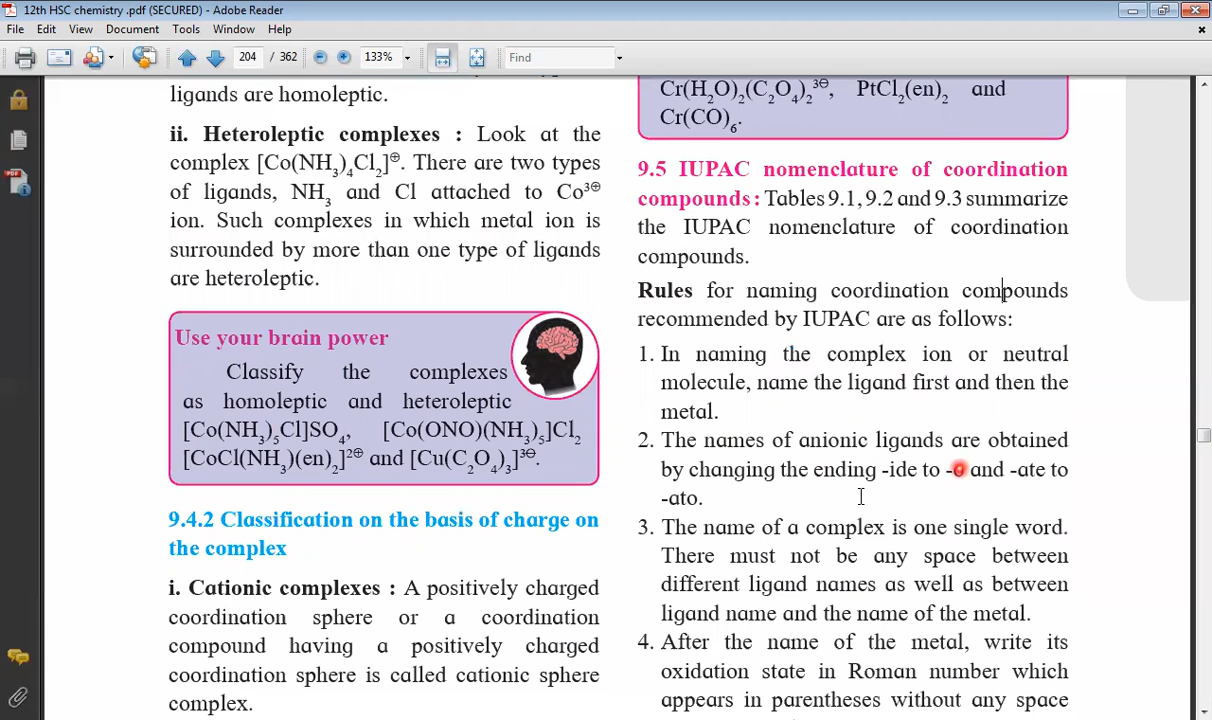 12th HSC chemistry .pdf (SECURED) - Adobe Reader
File Edit View Document Tools Window Help
204 / 362 133% Find
ligands are homoleptic.
ii. Heteroleptic complexes : Look at the
complex [Co(NH₃)₄Cl₂]⊕. There are two types
of ligands, NH₃ and Cl attached to Co³⊕
ion. Such complexes in which metal ion is
surrounded by more than one type of ligands
are heteroleptic.
Use your brain power
Classify the complexes
as homoleptic and heteroleptic
[Co(NH₃)₅Cl]SO₄, [Co(ONO)(NH₃)₅]Cl₂
[CoCl(NH₃)(en)₂]²⊕ and [Cu(C₂O₄)₃]³⊖.
9.4.2 Classification on the basis of charge on
the complex
i. Cationic complexes : A positively charged
coordination sphere or a coordination
compound having a positively charged
coordination sphere is called cationic sphere
complex.
Cr(H₂O)₂(C₂O₄)₂³⊖, PtCl₂(en)₂ and
Cr(CO)₆.
9.5 IUPAC nomenclature of coordination
compounds : Tables 9.1, 9.2 and 9.3 summarize
the IUPAC nomenclature of coordination
compounds.
Rules for naming coordination compounds
recommended by IUPAC are as follows:
1. In naming the complex ion or neutral
molecule, name the ligand first and then the
metal.
2. The names of anionic ligands are obtained
by changing the ending -ide to -o and -ate to
-ato.
3. The name of a complex is one single word.
There must not be any space between
different ligand names as well as between
ligand name and the name of the metal.
4. After the name of the metal, write its
oxidation state in Roman number which
appears in parentheses without any space